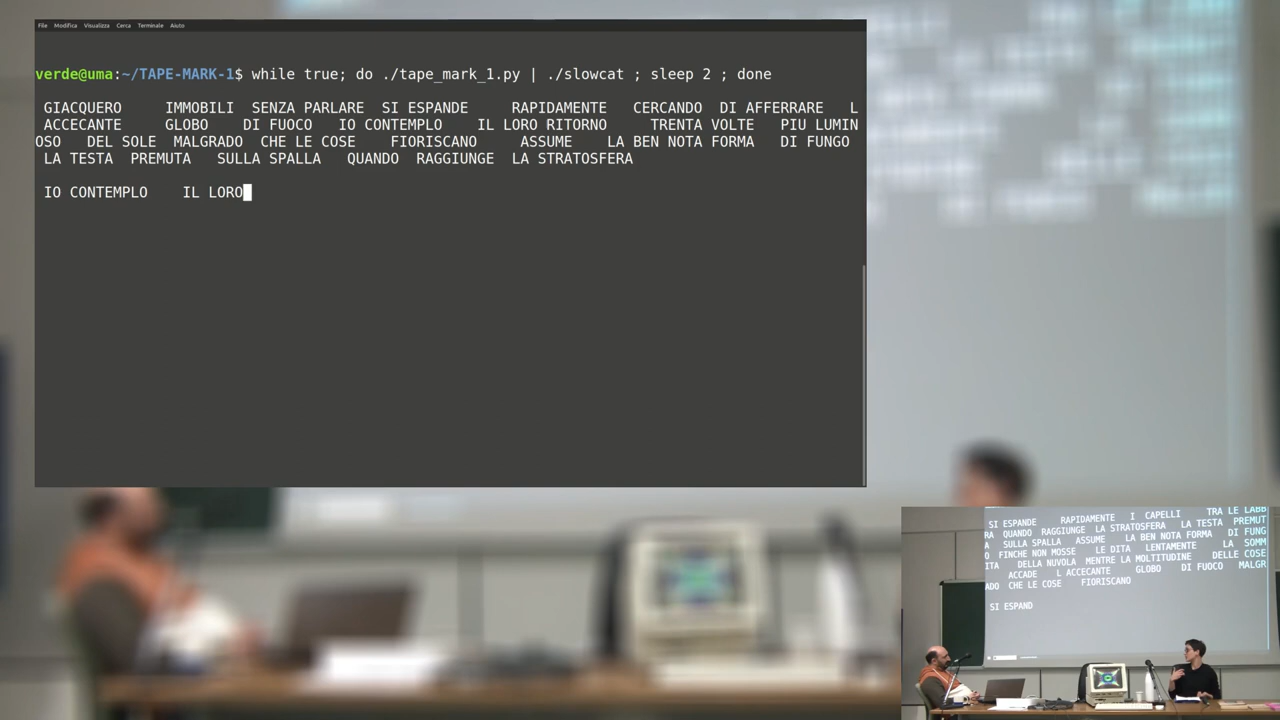 File Modifica Visualizza Cerca Terminale Aiuto
verde@uma:~/TAPE-MARK-1$ while true; do ./tape_mark_1.py | ./slowcat ; sleep 2 ; done
GIACQUERO IMMOBILI SENZA PARLARE SI ESPANDE RAPIDAMENTE CERCANDO DI AFFERRARE L
ACCECANTE GLOBO DI FUOCO IO CONTEMPLO IL LORO RITORNO TRENTA VOLTE PIU LUMIN
OSO DEL SOLE MALGRADO CHE LE COSE FIORISCANO ASSUME LA BEN NOTA FORMA DI FUNGO
LA TESTA PREMUTA SULLA SPALLA QUANDO RAGGIUNGE LA STRATOSFERA
IO CONTEMPLO IL LORO
SI ESPANDE RAPIDAMENTE I CAPELLI TRA LE LABB
RA QUANDO RAGGIUNGE LA STRATOSFERA LA TESTA PREMUT
A SULLA SPALLA ASSUME LA BEN NOTA FORMA DI FUNG
O FINCHE NON MOSSE LE DITA LENTAMENTE LA SOMM
ITA DELLA NUVOLA MENTRE LA MOLTITUDINE DELLE COSE
ACCADE L ACCECANTE GLOBO DI FUOCO MALGR
ADO CHE LE COSE FIORISCANO
SI ESPAND